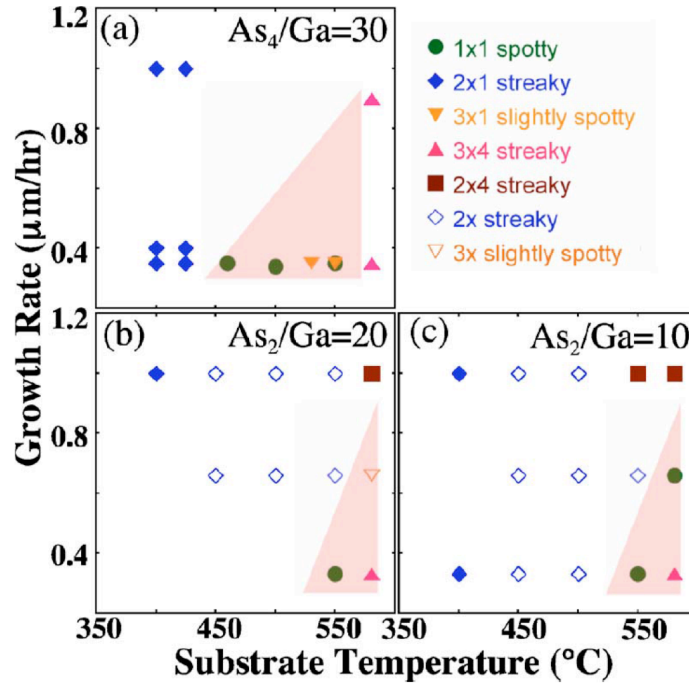 1.2
(a)
As4/Ga=30
0.8
0.4
1x1 spotty
2x1 streaky
3x1 slightly spotty
3x4 streaky
2x4 streaky
2x streaky
3x slightly spotty
Growth Rate (μm/hr)
1.2
(b)
As2/Ga=20
(c)
As2/Ga=10
0.8
0.4
350
450
550
350
450
550
Substrate Temperature (°C)